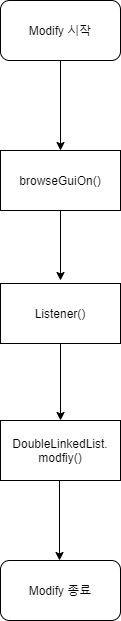 Modify 시작
browseGuiOn()
Listener()
DoubleLinkedList.
modfiy()
Modify 종료